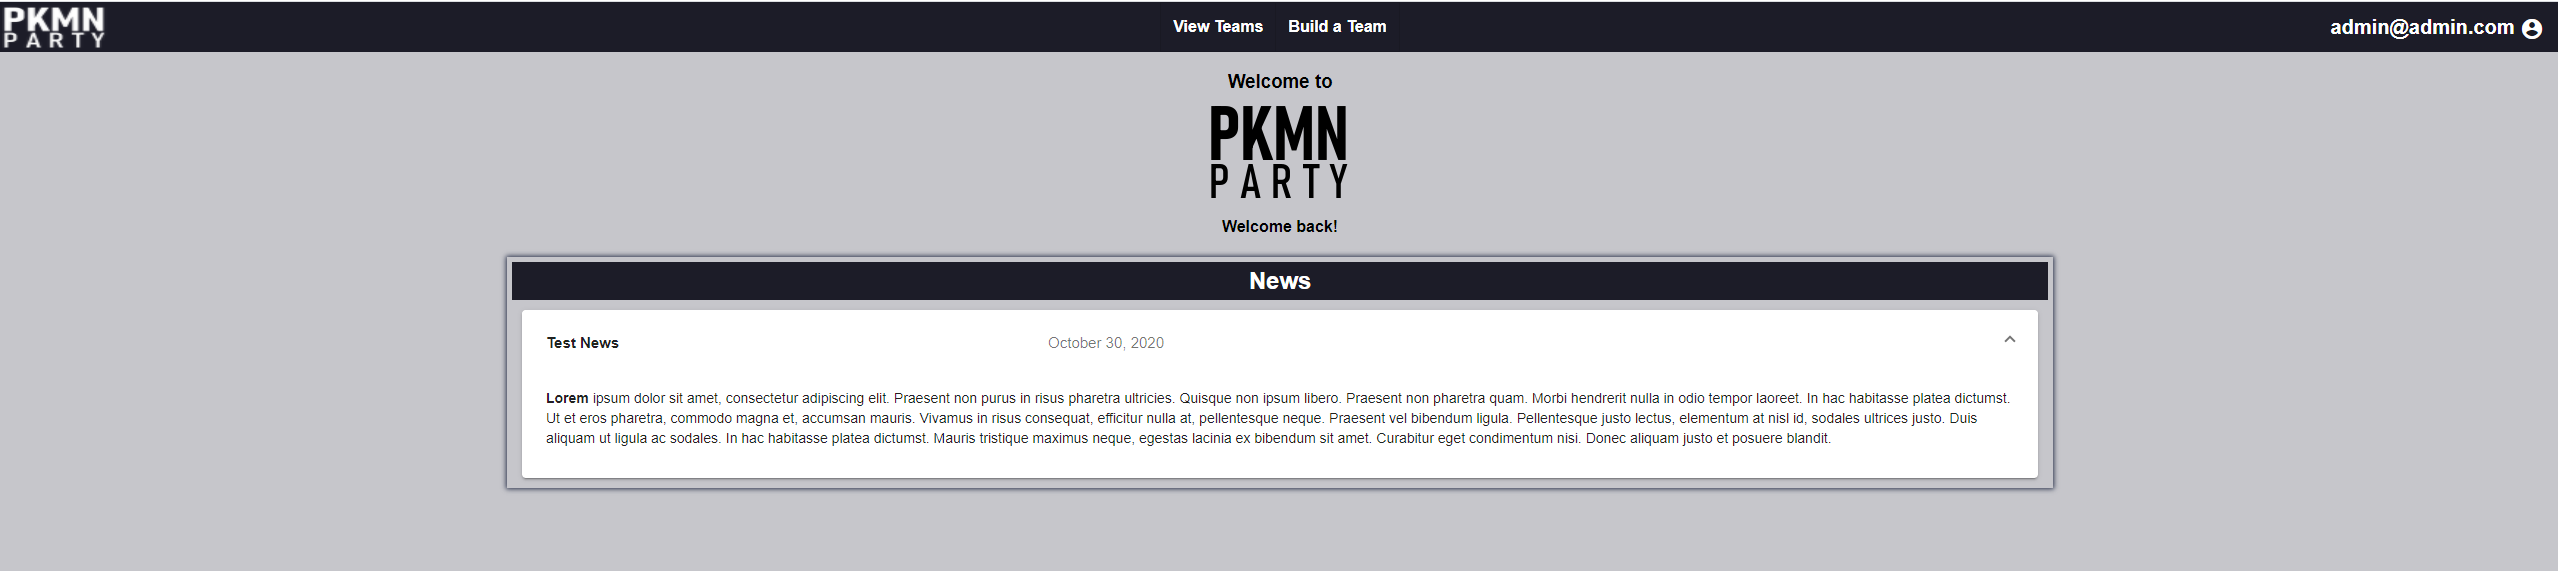 PKMN
PARTY
View Teams Build a Team
admin@admin.com
Welcome to
PKMN
PARTY
Welcome back!
News
Test News October 30, 2020
Lorem ipsum dolor sit amet, consectetur adipiscing elit. Praesent non purus in risus pharetra ultricies. Quisque non ipsum libero. Praesent non pharetra quam. Morbi hendrerit nulla in odio tempor laoreet. In hac habitasse platea dictumst.
Ut et eros pharetra, commodo magna et, accumsan mauris. Vivamus in risus consequat, efficitur nulla at, pellentesque neque. Praesent vel bibendum ligula. Pellentesque justo lectus, elementum at nisl id, sodales ultrices justo. Duis
aliquam ut ligula ac sodales. In hac habitasse platea dictumst. Mauris tristique maximus neque, egestas lacinia ex bibendum sit amet. Curabitur eget condimentum nisi. Donec aliquam justo et posuere blandit.